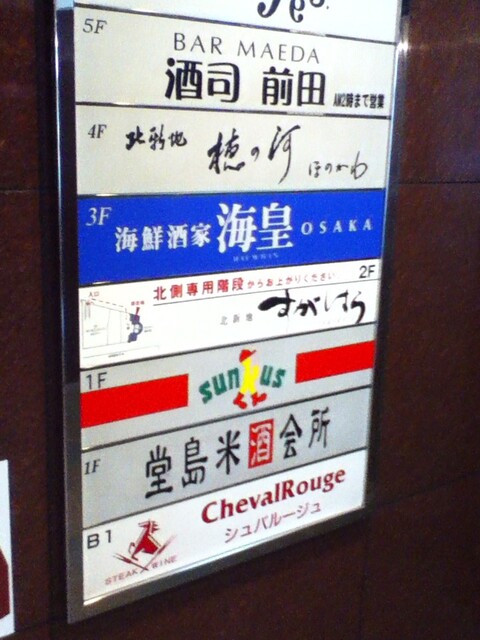 5F
BAR MAEDA
酒司 前田
AM2時まで営業
4F
北新地 穂の河 ほのかわ
3F
海鮮酒家 海皇 OSAKA
2F
北側専用階段からお上がりください
北新地 すがはら
1F
sunkus
1F
堂島米酒会所
B1
ChevalRouge
シュバルージュ
STEAK & WINE